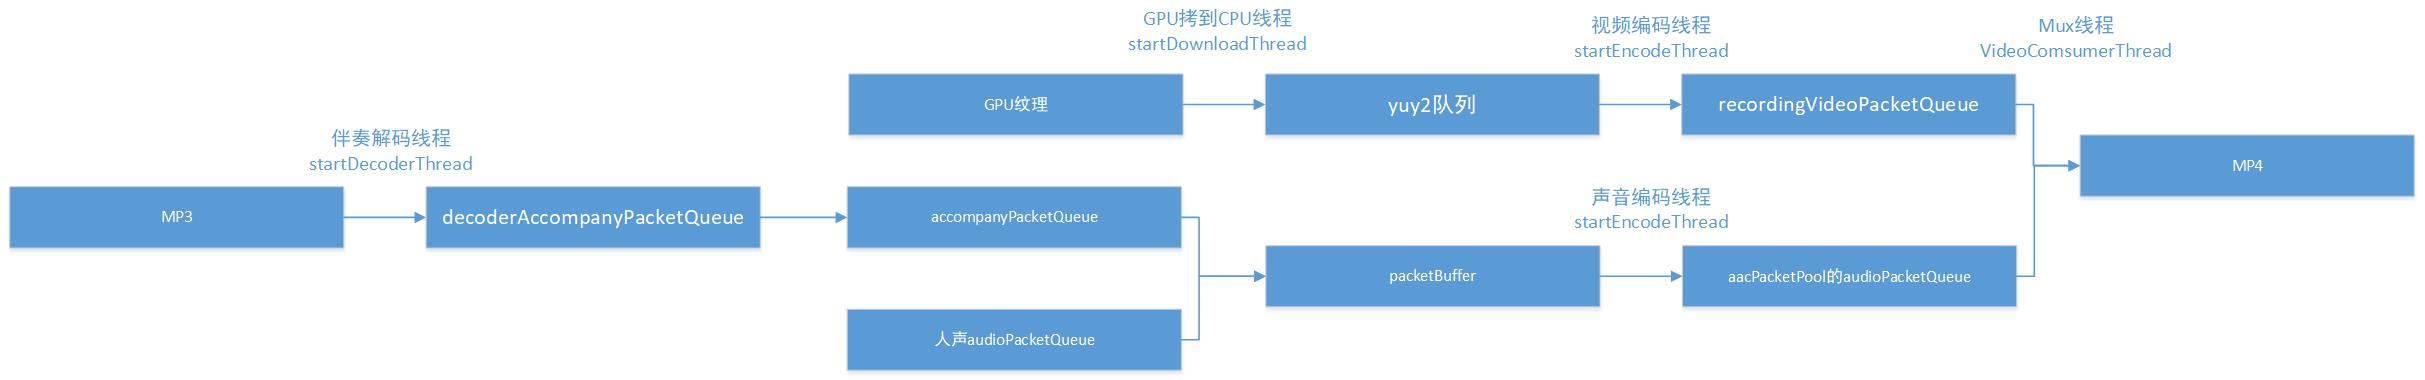 GPU拷到CPU线程
startDownloadThread
视频编码线程
startEncodeThread
Mux线程
VideoComsumerThread
GPU纹理
yuy2队列
recordingVideoPacketQueue
伴奏解码线程
startDecoderThread
MP4
声音编码线程
startEncodeThread
MP3
decoderAccompanyPacketQueue
accompanyPacketQueue
packetBuffer
aacPacketPool的audioPacketQueue
人声audioPacketQueue